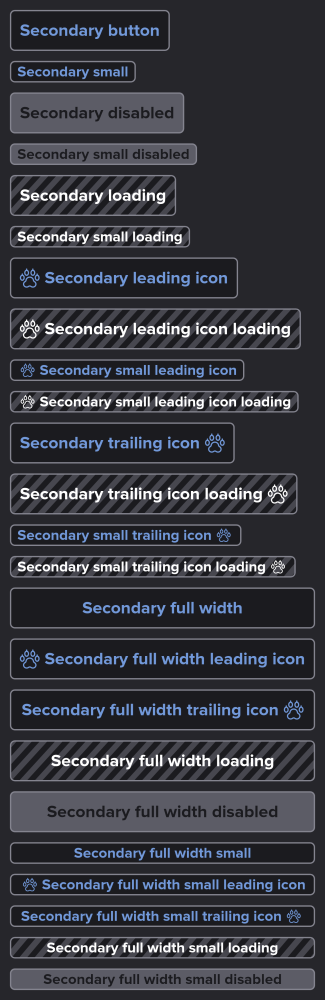 Secondary button
Secondary small
Secondary disabled
Secondary small disabled
Secondary loading
Secondary small loading
Secondary leading icon
Secondary leading icon loading
Secondary small leading icon
Secondary small leading icon loading
Secondary trailing icon
Secondary trailing icon loading
Secondary small trailing icon
Secondary small trailing icon loading
Secondary full width
Secondary full width leading icon
Secondary full width trailing icon
Secondary full width loading
Secondary full width disabled
Secondary full width small
Secondary full width small leading icon
Secondary full width small trailing icon
Secondary full width small loading
Secondary full width small disabled